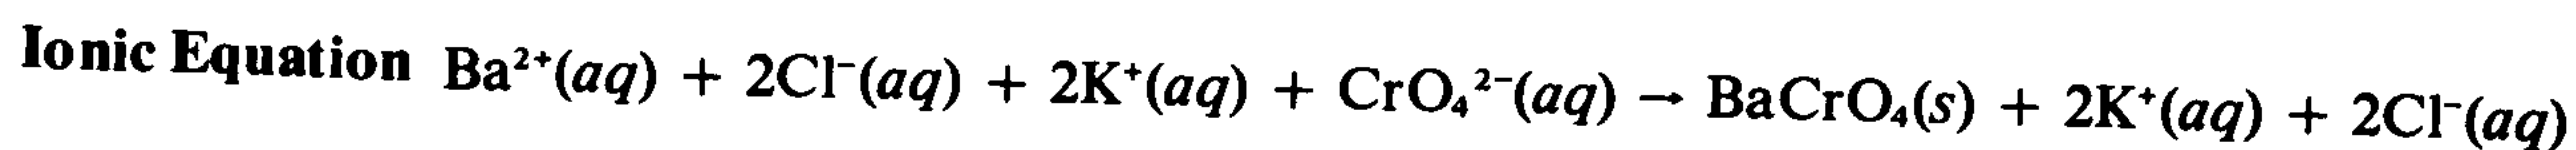 Ionic Equation Ba²⁺(aq) + 2Cl⁻(aq) + 2K⁺(aq) + CrO₄²⁻(aq) → BaCrO₄(s) + 2K⁺(aq) + 2Cl⁻(aq)